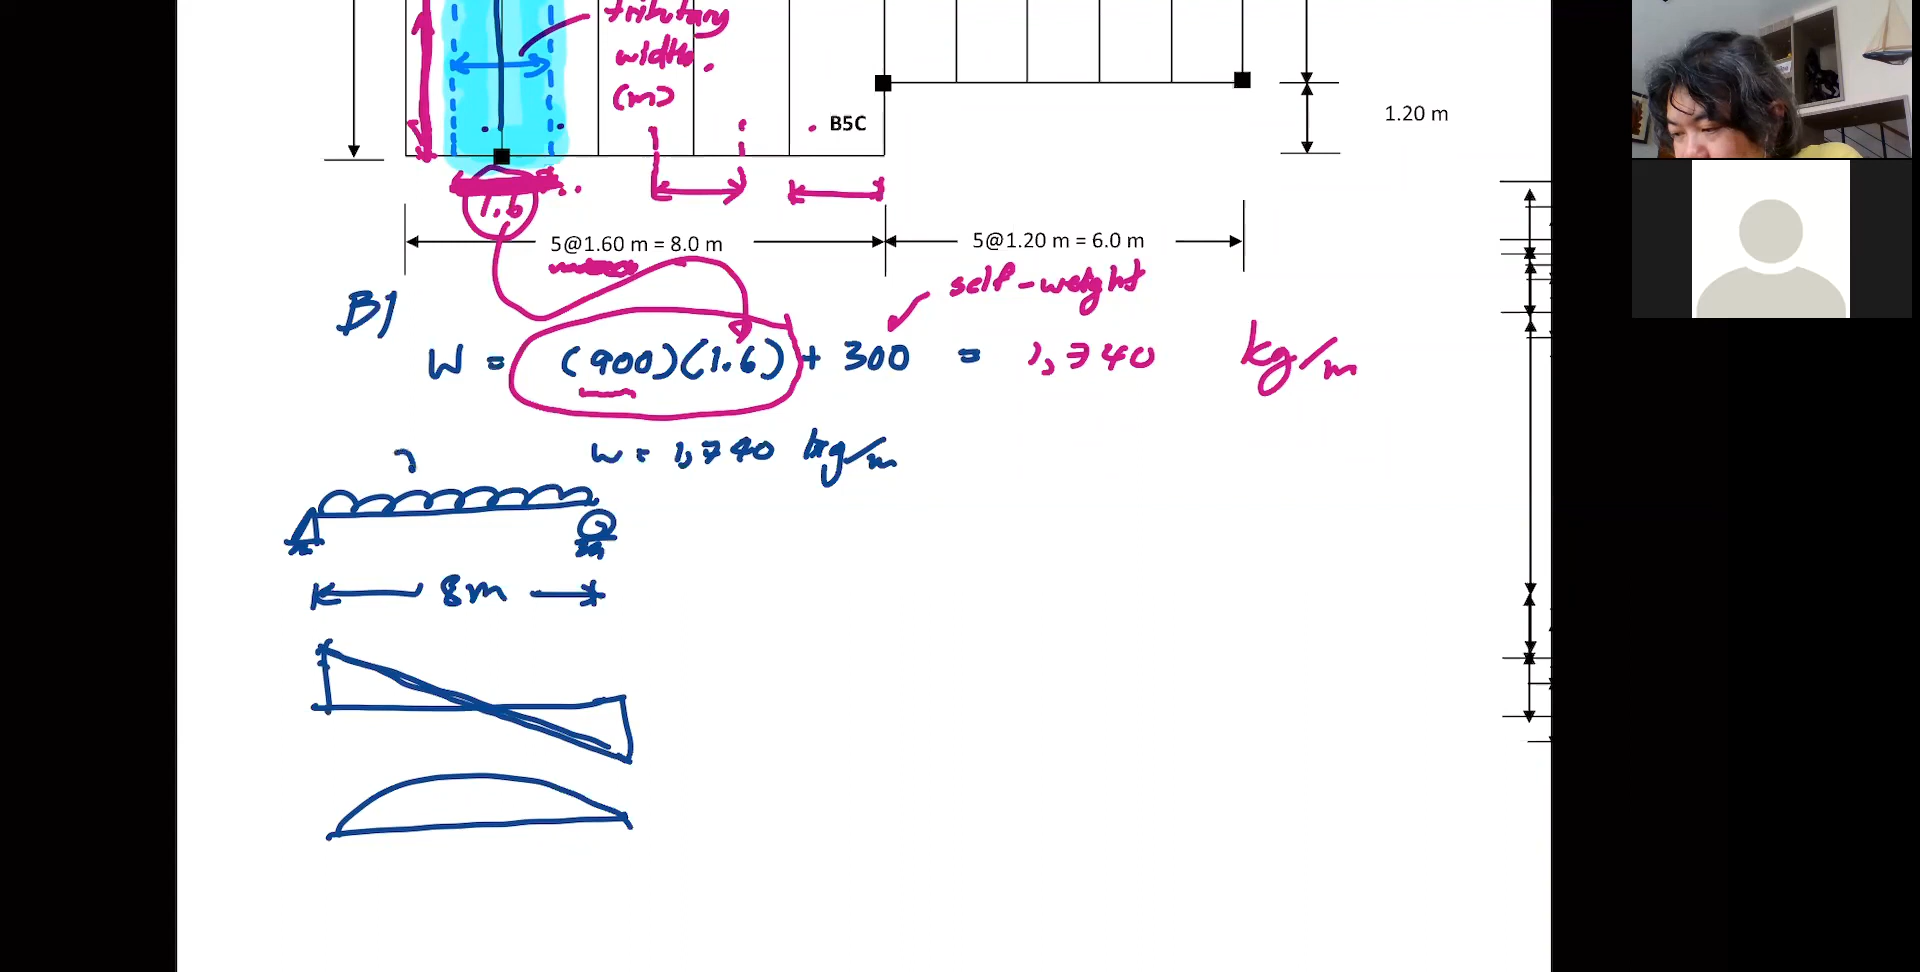 tributary
width.
(m)
B5C
1.20 m
1.6
5@1.60 m = 8.0 m
5@1.20 m = 6.0 m
self-weight
B1
W = (900)(1.6) + 300 = 1,740 kg/m
w = 1,740 kg/m
8m